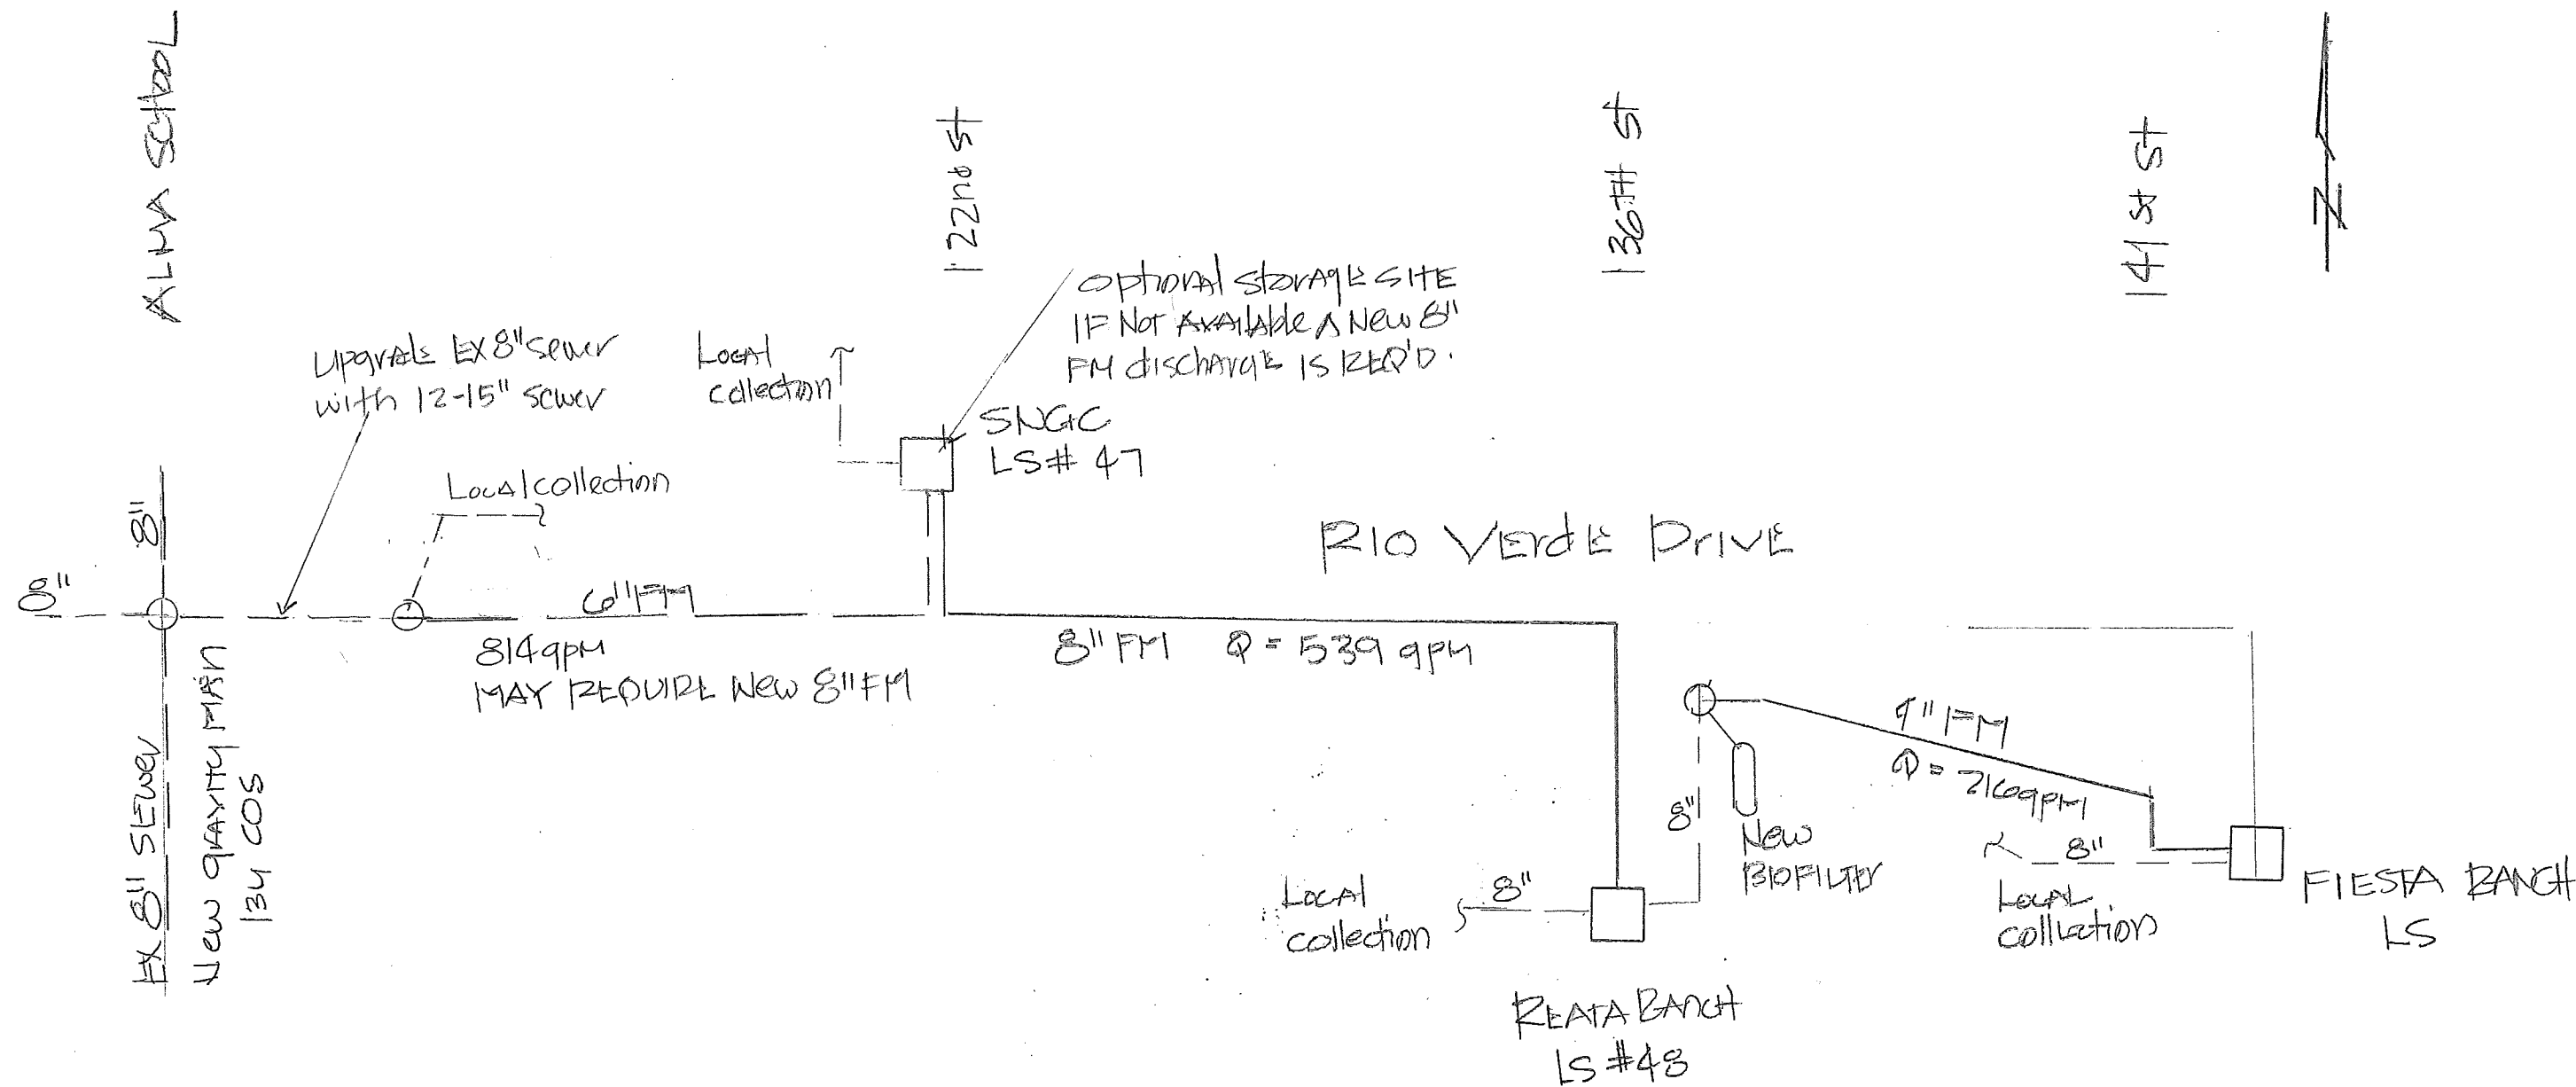 ALMA SCHOOL
122nd St
136TH St
141 St St
N
Optional Storage SITE
IF Not Available A New 8"
FM discharge IS REQ'D.
Upgrade EX 8" sewer
with 12-15" sewer
Local
collection
SNGC
LS# 47
Local collection
RIO VERdE DrIVE
8"
8"
6" FM
814 gpm
MAY REQUIRE New 8" FM
8" FM Q = 539 gpm
EX 8" SEwer
New gravity MAin
BY COS
FM
Q = 216 gpm
8"
New
BIOFILTER
8"
Local
collection
FIESTA RANCH
LS
Local
collection
8"
REATA RANCH
LS #48